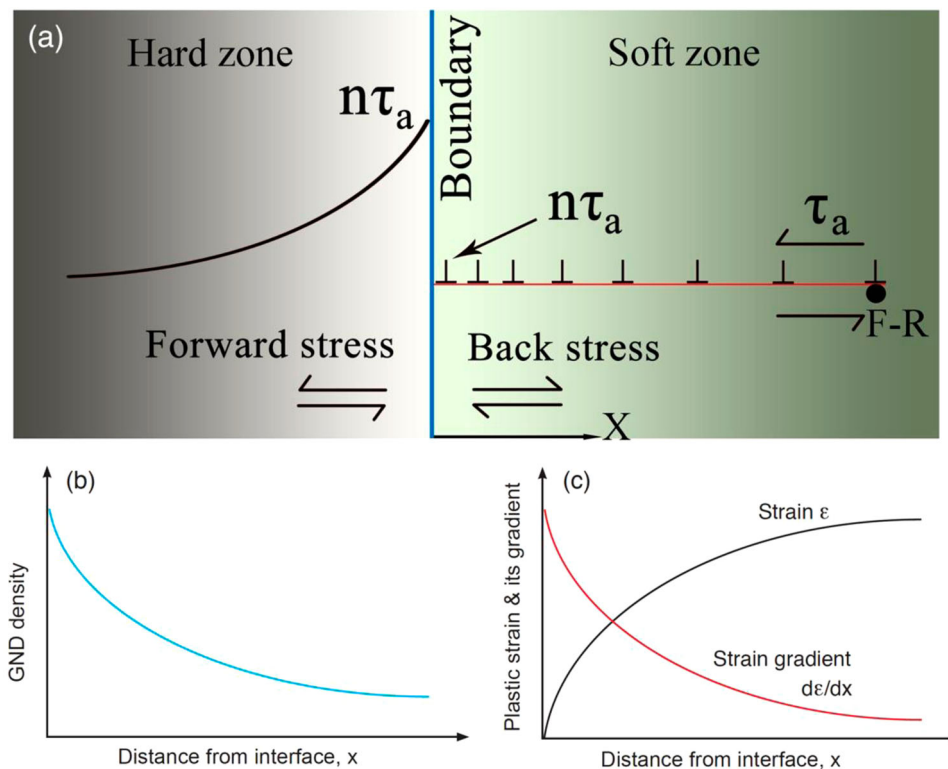 (a)
Hard zone
Soft zone
nτa
Boundary
nτa
τa
F-R
Forward stress
Back stress
X
(b)
GND density
Distance from interface, x
(c)
Plastic strain & its gradient
Strain ε
Strain gradient
dε/dx
Distance from interface, x